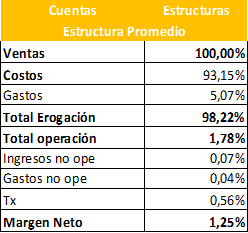 Cuentas Estructuras
Estructura Promedio
Ventas 100,00%
Costos 93,15%
Gastos 5,07%
Total Erogación 98,22%
Total operación 1,78%
Ingresos no ope 0,07%
Gastos no ope 0,04%
Tx 0,56%
Margen Neto 1,25%